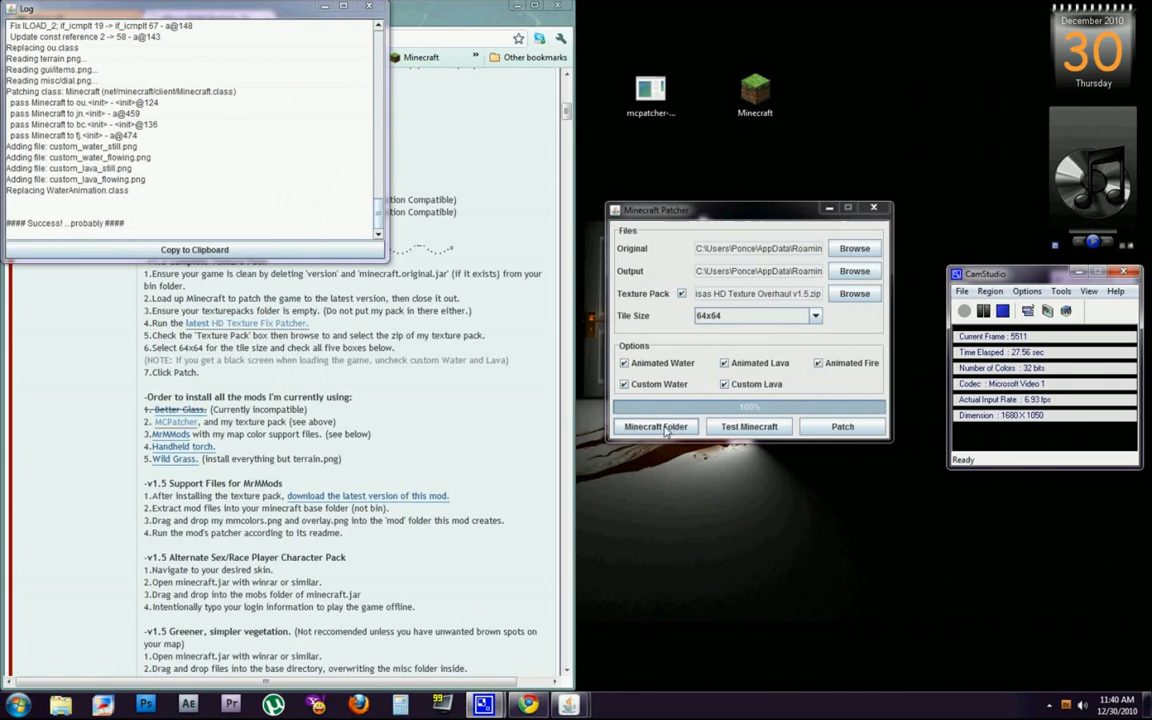 Log
Fix ILOAD_2; if_icmplt 19 -> if_icmplt 67 - a@148
Update const reference 2 -> 58 - a@143
Replacing ou.class
Reading terrain.png...
Reading gui/items.png...
Reading misc/dial.png...
Patching class: Minecraft (net/minecraft/client/Minecraft.class)
pass Minecraft to ou.<init> - <init>@124
pass Minecraft to jn.<init> - a@459
pass Minecraft to bc.<init> - <init>@136
pass Minecraft to fj.<init> - a@474
Adding file: custom_water_still.png
Adding file: custom_water_flowing.png
Adding file: custom_lava_still.png
Adding file: custom_lava_flowing.png
Replacing WaterAnimation.class
#### Success! ...probably ####
Copy to Clipboard
Minecraft
»
Other bookmarks
tion Compatible)
tion Compatible)
1.Ensure your game is clean by deleting 'version' and 'minecraft.original.jar' (if it exists) from your
bin folder.
2.Load up Minecraft to patch the game to the latest version, then close it out.
3.Ensure your texturepacks folder is empty. (Do not put my pack in there either.)
4.Run the latest HD Texture Fix Patcher.
5.Check the 'Texture Pack' box then browse to and select the zip of my texture pack.
6.Select 64x64 for the tile size and check all five boxes below.
(NOTE: If you get a black screen when loading the game, uncheck custom Water and Lava)
7.Click Patch.
-Order to install all the mods I'm currently using:
1. Better Glass. (Currently incompatible)
2. MCPatcher, and my texture pack (see above)
3.MrMMods with my map color support files. (see below)
4.Handheld torch.
5.Wild Grass. (install everything but terrain.png)
-v1.5 Support Files for MrMMods
1.After installing the texture pack, download the latest version of this mod.
2.Extract mod files into your minecraft base folder (not bin).
3.Drag and drop my mmcolors.png and overlay.png into the 'mod' folder this mod creates.
4.Run the mod's patcher according to its readme.
-v1.5 Alternate Sex/Race Player Character Pack
1.Navigate to your desired skin.
2.Open minecraft.jar with winrar or similar.
3.Drag and drop into the mobs folder of minecraft.jar
4.Intentionally typo your login information to play the game offline.
-v1.5 Greener, simpler vegetation. (Not reccomended unless you have unwanted brown spots on
your map)
1.Open minecraft.jar with winrar or similar.
2.Drag and drop files into the base directory, overwriting the misc folder inside.
mcpatcher-...
Minecraft
December 2010
30
Thursday
Minecraft Patcher
Files
Original C:\Users\Ponce\AppData\Roamin Browse
Output C:\Users\Ponce\AppData\Roamin Browse
Texture Pack isas HD Texture Overhaul v1.5.zip Browse
Tile Size 64x64
Options
Animated Water Animated Lava Animated Fire
Custom Water Custom Lava
100%
Minecraft Folder Test Minecraft Patch
CamStudio
File Region Options Tools View Help
Current Frame : 5511
Time Elasped : 27.56 sec
Number of Colors : 32 bits
Codec : Microsoft Video 1
Actual Input Rate : 6.93 fps
Dimension : 1680 X 1050
Ready
Ps AE Pr 99
11:40 AM
12/30/2010